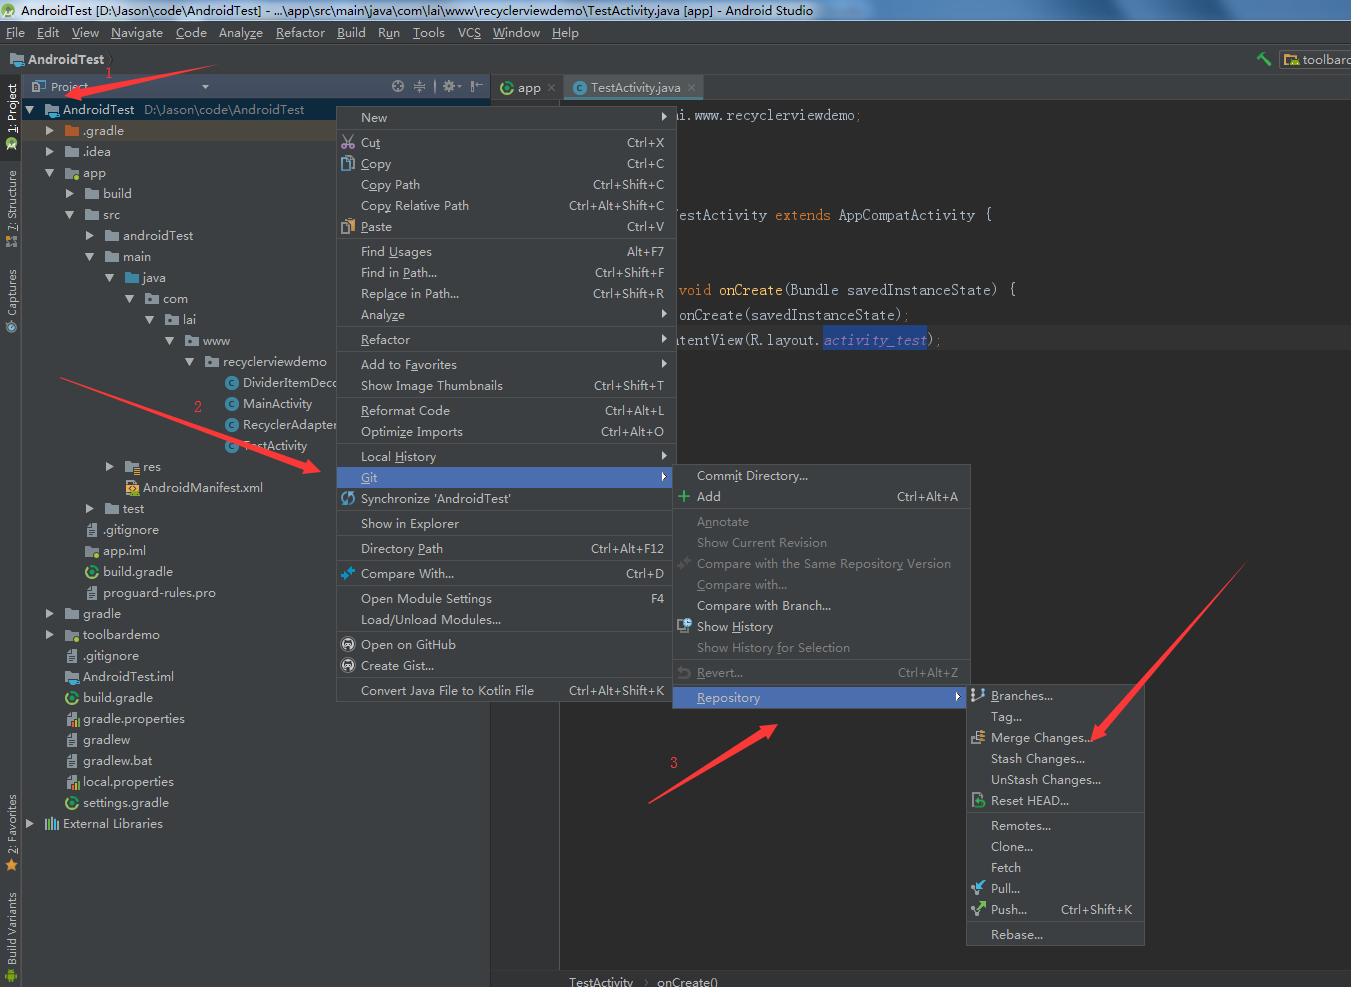 AndroidTest [D:\Jason\code\AndroidTest] - ...\app\src\main\java\com\lai\www\recyclerviewdemo\TestActivity.java [app] - Android Studio
File Edit View Navigate Code Analyze Refactor Build Run Tools VCS Window Help
AndroidTest
toolbard
1
Project
app
TestActivity.java
1: Project
7: Structure
Captures
2: Favorites
Build Variants
AndroidTest D:\Jason\code\AndroidTest
.gradle
.idea
app
build
src
androidTest
main
java
com
lai
www
recyclerviewdemo
DividerItemDeco
MainActivity
RecyclerAdapter
TestActivity
res
AndroidManifest.xml
test
.gitignore
app.iml
build.gradle
proguard-rules.pro
gradle
toolbardemo
.gitignore
AndroidTest.iml
build.gradle
gradle.properties
gradlew
gradlew.bat
local.properties
settings.gradle
External Libraries
2
New
Cut Ctrl+X
Copy Ctrl+C
Copy Path Ctrl+Shift+C
Copy Relative Path Ctrl+Alt+Shift+C
Paste Ctrl+V
Find Usages Alt+F7
Find in Path... Ctrl+Shift+F
Replace in Path... Ctrl+Shift+R
Analyze
Refactor
Add to Favorites
Show Image Thumbnails Ctrl+Shift+T
Reformat Code Ctrl+Alt+L
Optimize Imports Ctrl+Alt+O
Local History
Git
Synchronize 'AndroidTest'
Show in Explorer
Directory Path Ctrl+Alt+F12
Compare With... Ctrl+D
Open Module Settings F4
Load/Unload Modules...
Open on GitHub
Create Gist...
Convert Java File to Kotlin File Ctrl+Alt+Shift+K
ai.www.recyclerviewdemo;
TestActivity extends AppCompatActivity {
void onCreate(Bundle savedInstanceState) {
onCreate(savedInstanceState);
tentView(R.layout.activity_test);
Commit Directory...
Add Ctrl+Alt+A
Annotate
Show Current Revision
Compare with the Same Repository Version
Compare with...
Compare with Branch...
Show History
Show History for Selection
Revert... Ctrl+Alt+Z
Repository
3
Branches...
Tag...
Merge Changes...
Stash Changes...
UnStash Changes...
Reset HEAD...
Remotes...
Clone...
Fetch
Pull...
Push... Ctrl+Shift+K
Rebase...
TestActivity onCreate()